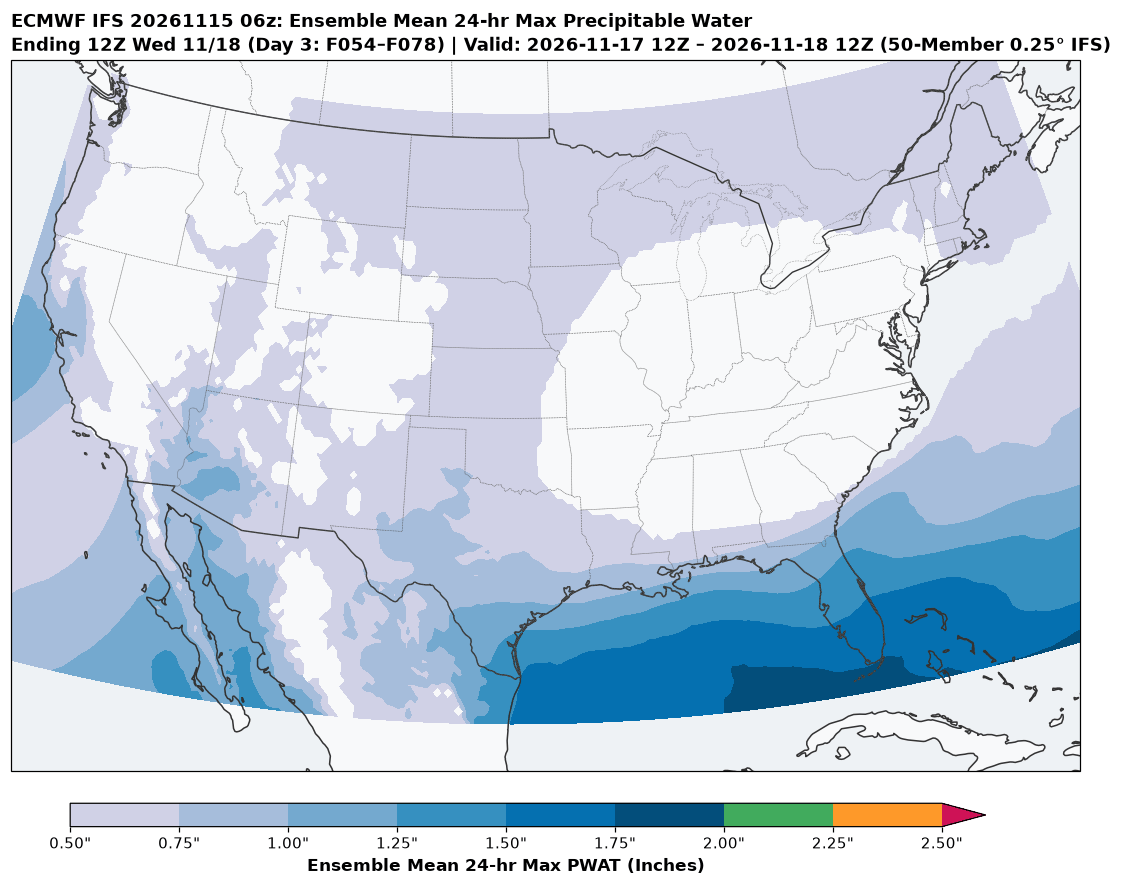 ECMWF IFS 20261115 06z: Ensemble Mean 24-hr Max Precipitable Water
Ending 12Z Wed 11/18 (Day 3: F054–F078) | Valid: 2026-11-17 12Z – 2026-11-18 12Z (50-Member 0.25° IFS)
0.50" 0.75" 1.00" 1.25" 1.50" 1.75" 2.00" 2.25" 2.50"
Ensemble Mean 24-hr Max PWAT (Inches)